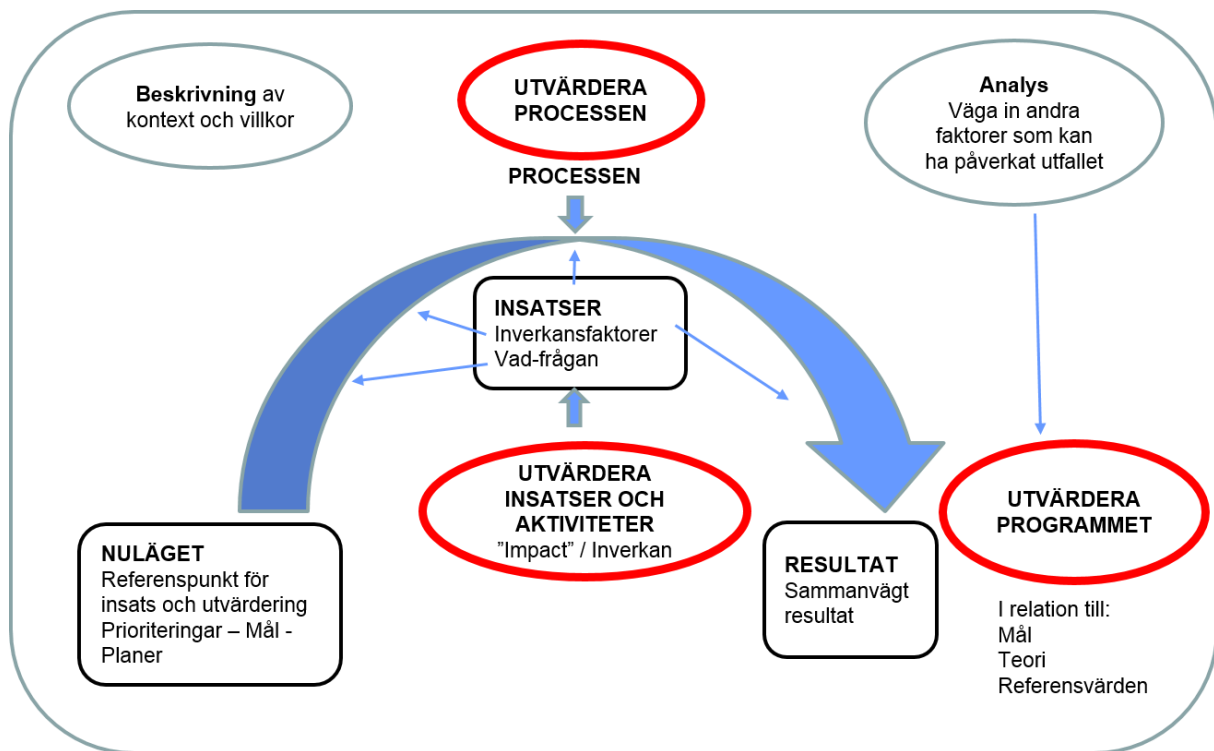 Beskrivning av
kontext och villkor
UTVÄRDERA
PROCESSEN
Analys
Väga in andra
faktorer som kan
ha påverkat utfallet
PROCESSEN
INSATSER
Inverkansfaktorer
Vad-frågan
UTVÄRDERA
INSATSER OCH
AKTIVITETER
”Impact” / Inverkan
NULÄGET
Referenspunkt för
insats och utvärdering
Prioriteringar – Mål -
Planer
RESULTAT
Sammanvägt
resultat
UTVÄRDERA
PROGRAMMET
I relation till:
Mål
Teori
Referensvärden